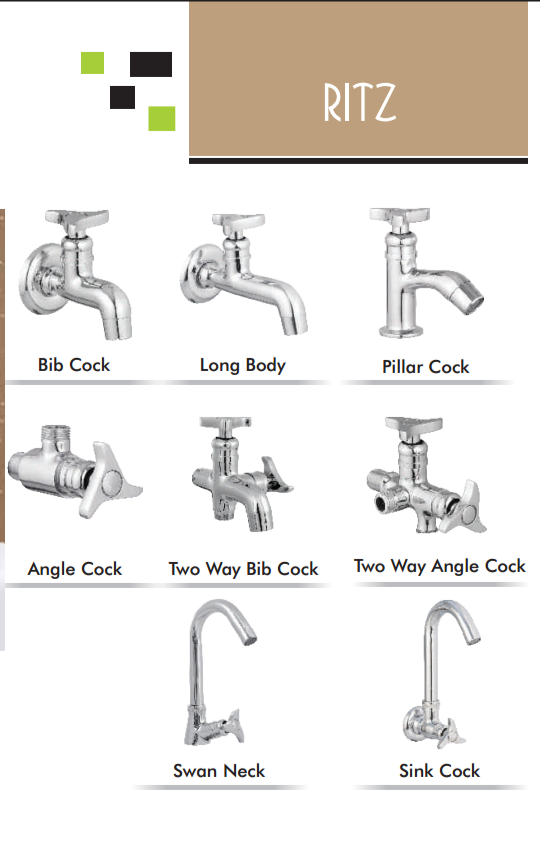 RITZ
Bib Cock
Long Body
Pillar Cock
Angle Cock
Two Way Bib Cock
Two Way Angle Cock
Swan Neck
Sink Cock